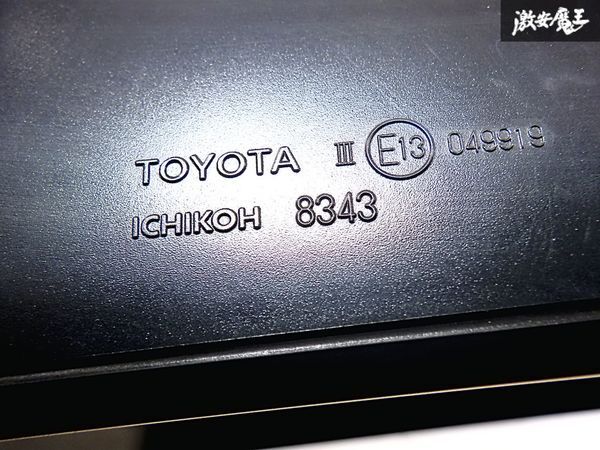 激安魔王
TOYOTA III E13 049919
ICHIKOH 8343